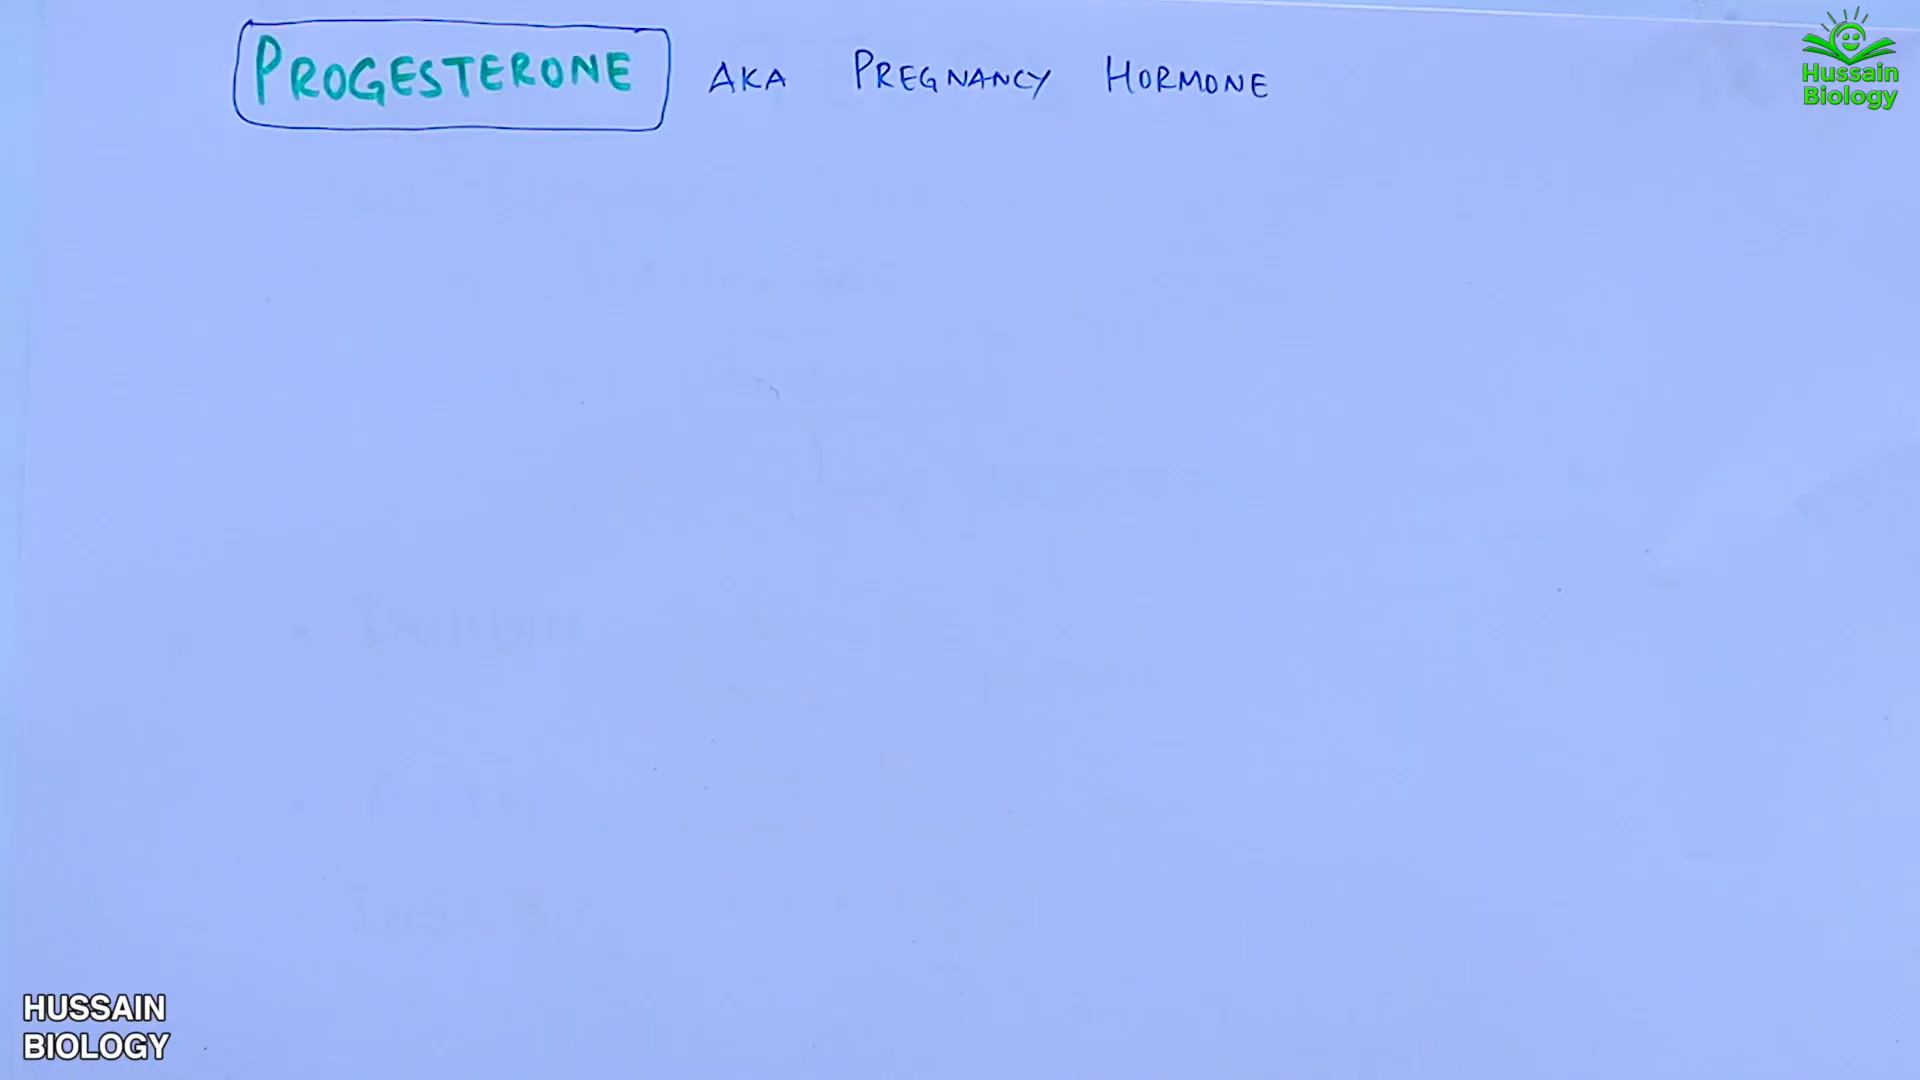 PROGESTERONE AKA PREGNANCY HORMONE
Hussain
Biology
HUSSAIN
BIOLOGY